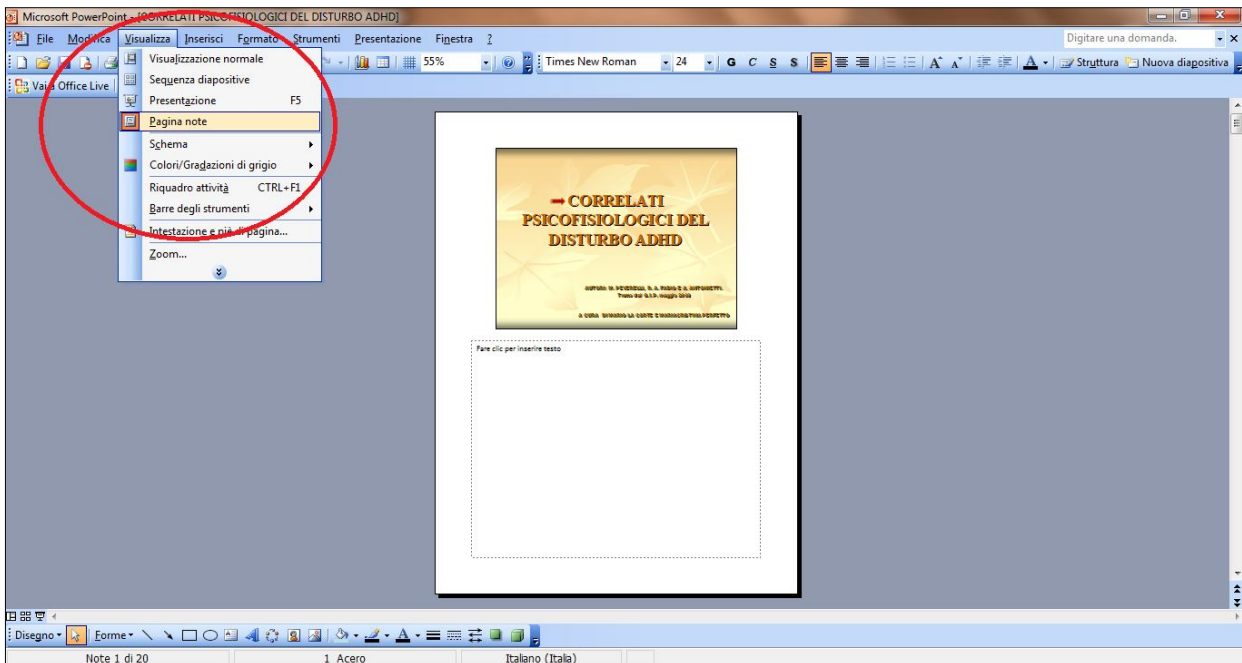 Microsoft PowerPoint - [CORRELATI PSICOFISIOLOGICI DEL DISTURBO ADHD]
File Modifica Visualizza Inserisci Formato Strumenti Presentazione Finestra ? Digitare una domanda.
55% Times New Roman 24 G C S S A A A Struttura Nuova diapositiva
Vai a Office Live
Visualizzazione normale
Sequenza diapositive
Presentazione F5
Pagina note
Schema
Colori/Gradazioni di grigio
Riquadro attività CTRL+F1
Barre degli strumenti
Intestazione e piè di pagina...
Zoom...
CORRELATI
PSICOFISIOLOGICI DEL
DISTURBO ADHD
maggio
A CURA
Fare clic per inserire testo
Disegno Forme A
Note 1 di 20 1_Acero Italiano (Italia)